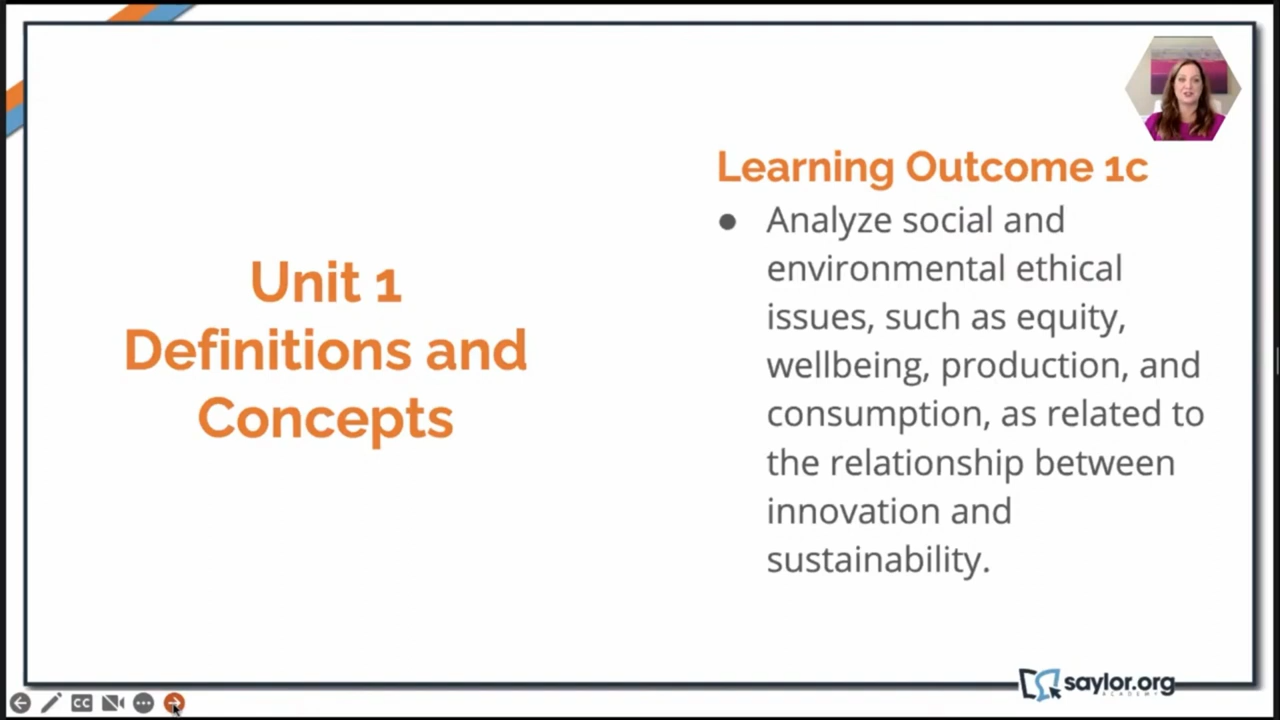 Unit 1
Definitions and
Concepts
Learning Outcome 1c
● Analyze social and
environmental ethical
issues, such as equity,
wellbeing, production, and
consumption, as related to
the relationship between
innovation and
sustainability.
CC
saylor.org
ACADEMY